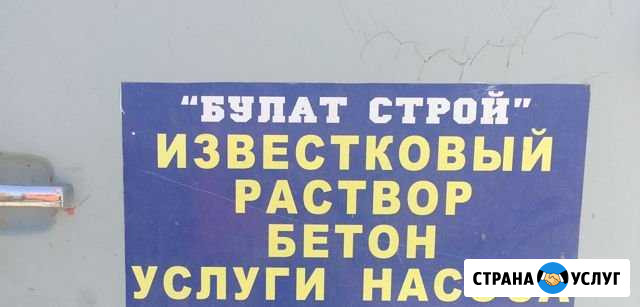 "БУЛАТ СТРОЙ"
ИЗВЕСТКОВЫЙ
РАСТВОР
БЕТОН
УСЛУГИ
СТРАНА УСЛУГ